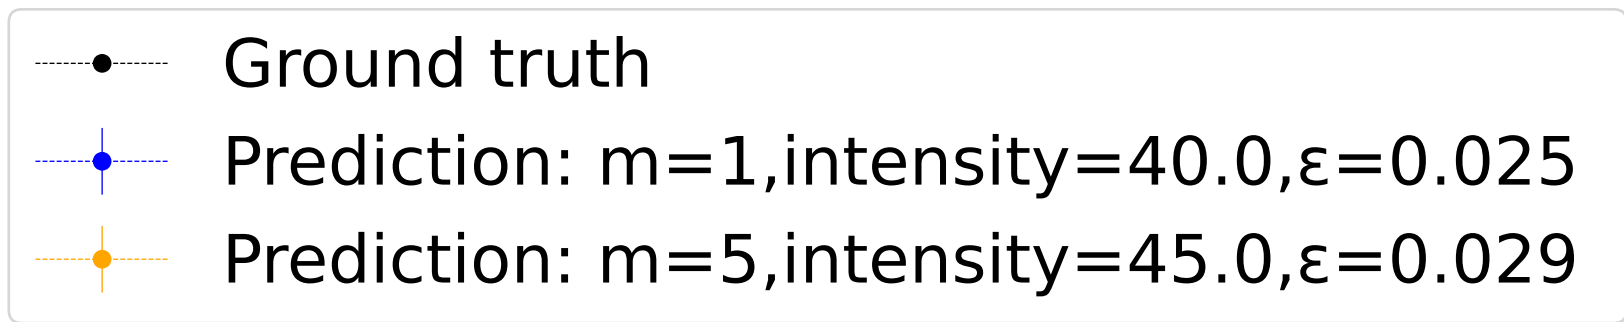 Ground truth
Prediction: m=1,intensity=40.0,ε=0.025
Prediction: m=5,intensity=45.0,ε=0.029